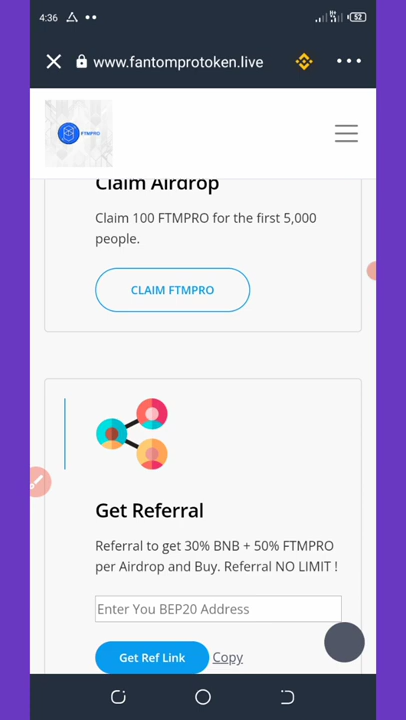 4:36 52
www.fantomprotoken.live
FTMPRO
Claim Airdrop
Claim 100 FTMPRO for the first 5,000
people.
CLAIM FTMPRO
Get Referral
Referral to get 30% BNB + 50% FTMPRO
per Airdrop and Buy. Referral NO LIMIT !
Enter You BEP20 Address
Get Ref Link Copy